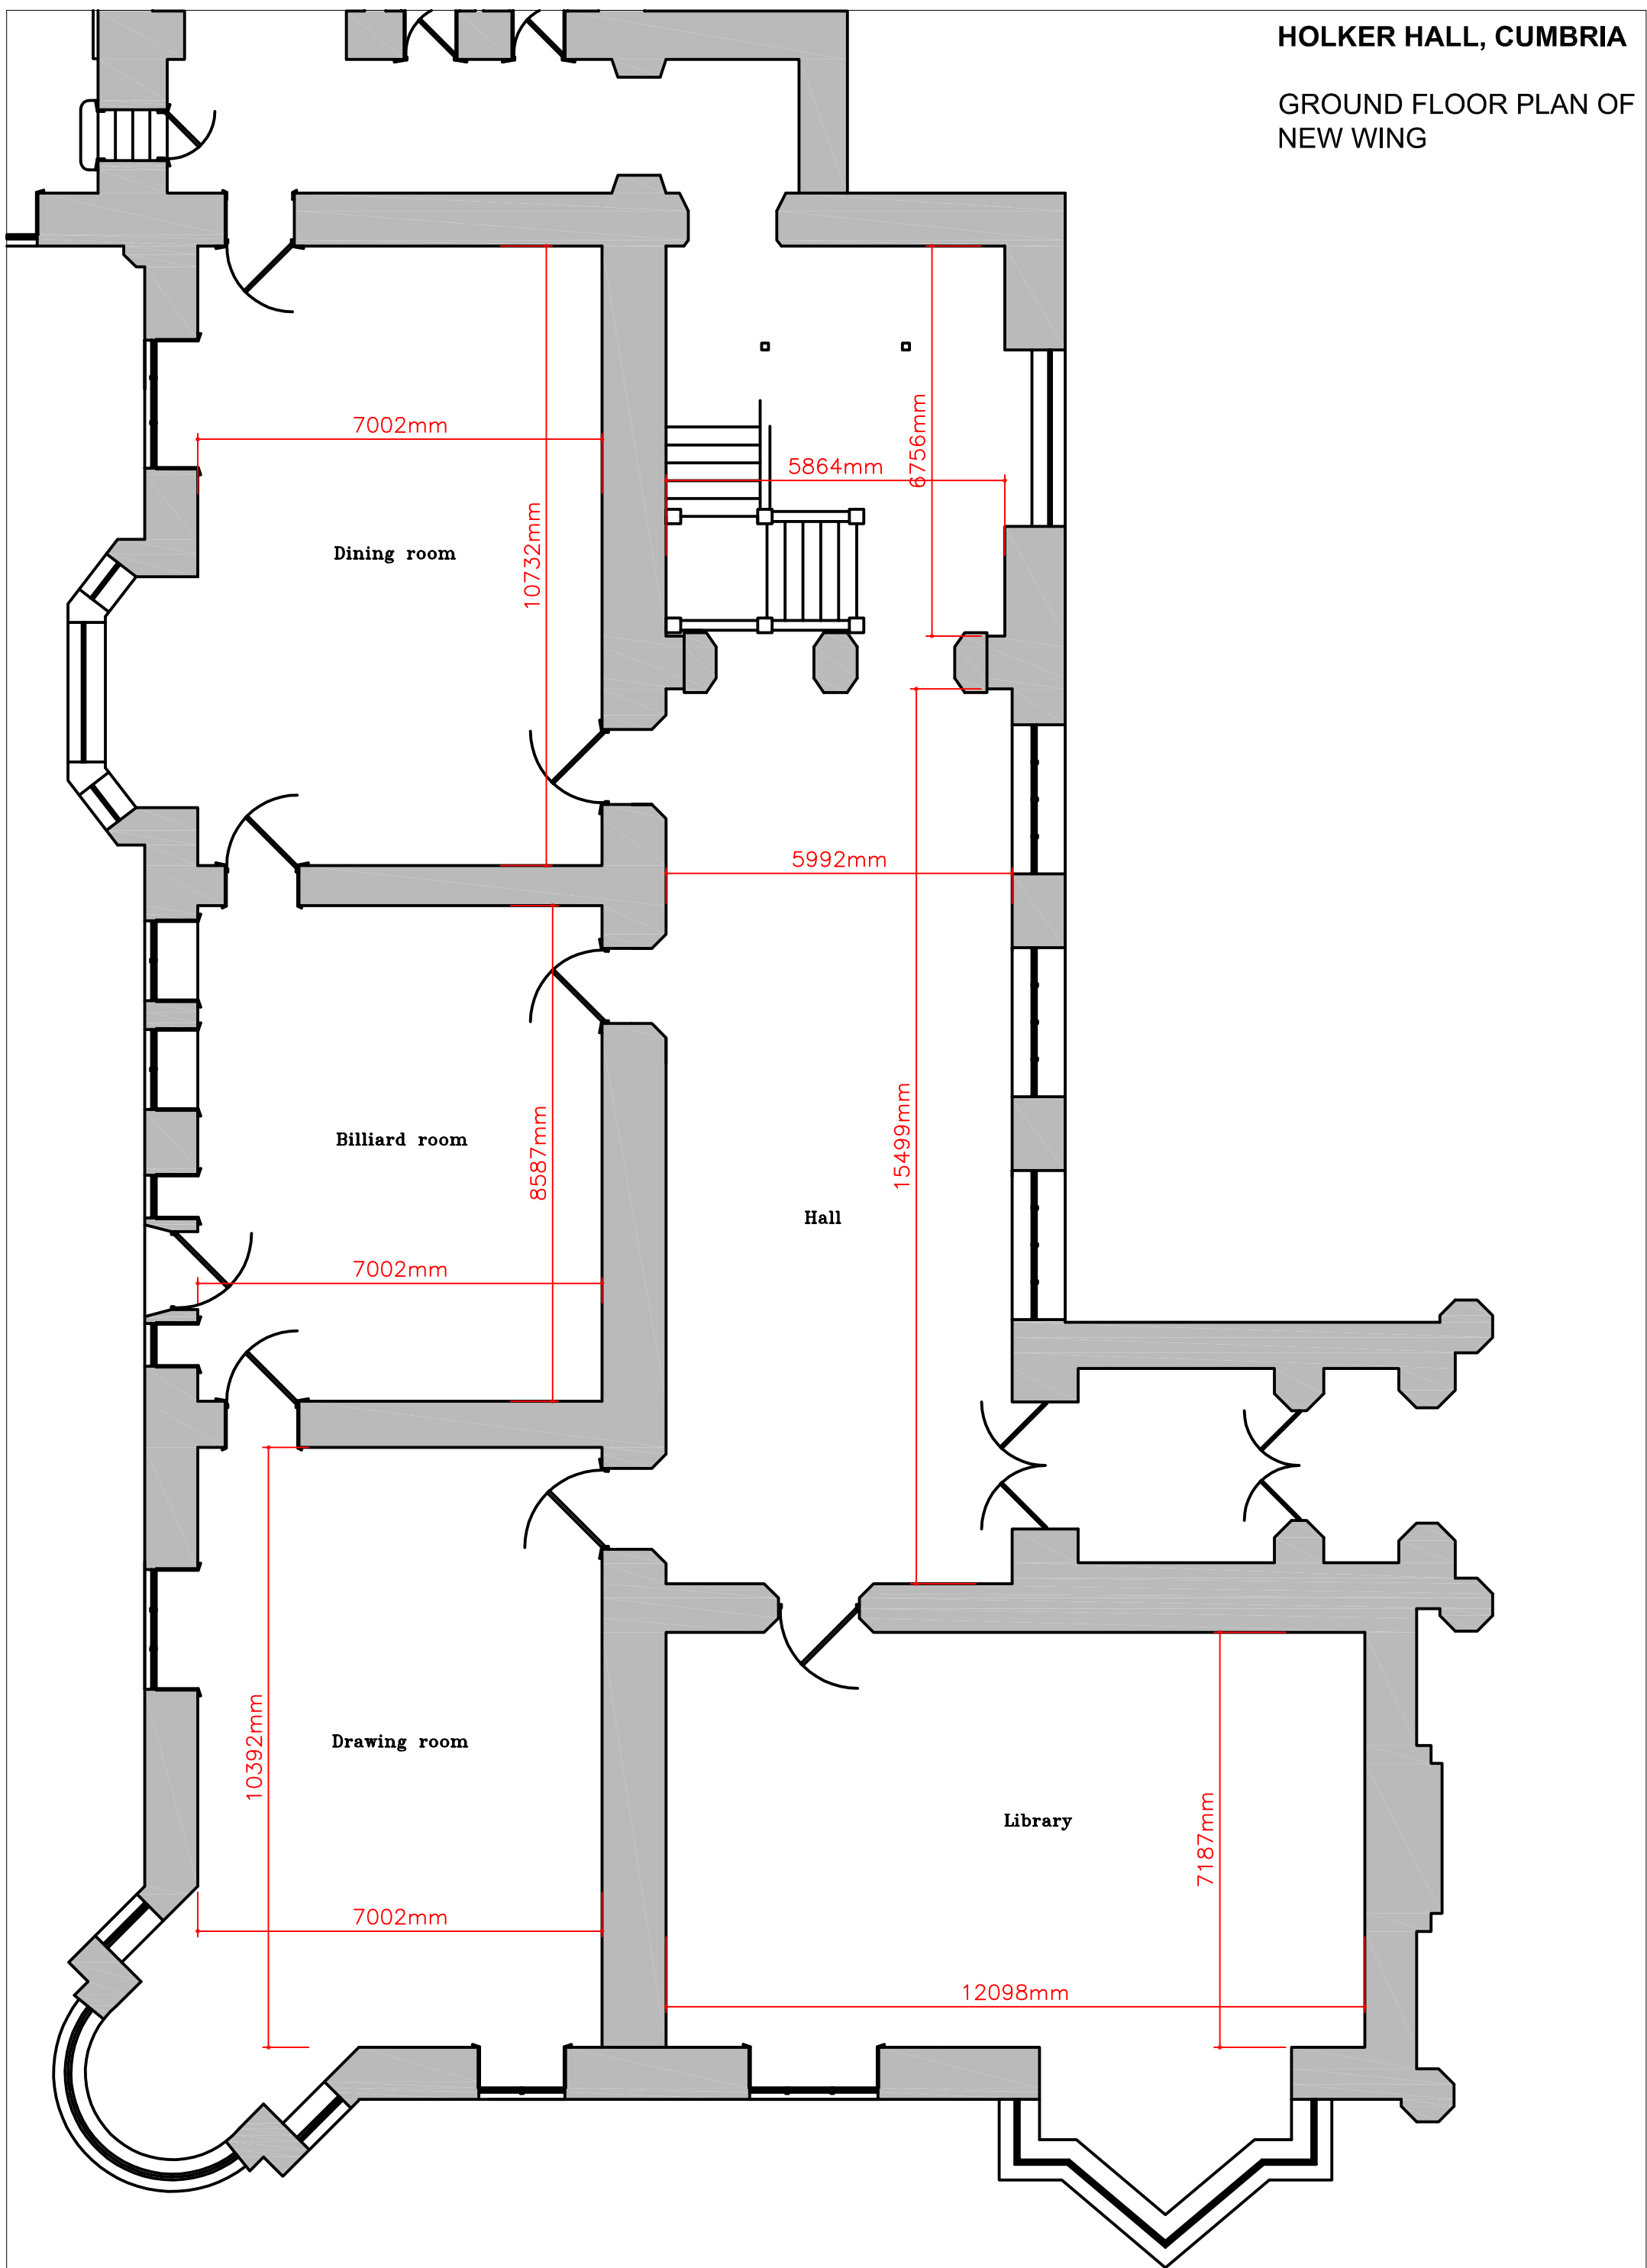 HOLKER HALL, CUMBRIA
GROUND FLOOR PLAN OF
NEW WING
7002mm
5864mm
6756mm
10732mm
Dining room
5992mm
8587mm
Billiard room
15499mm
Hall
7002mm
10392mm
Drawing room
Library
7187mm
7002mm
12098mm